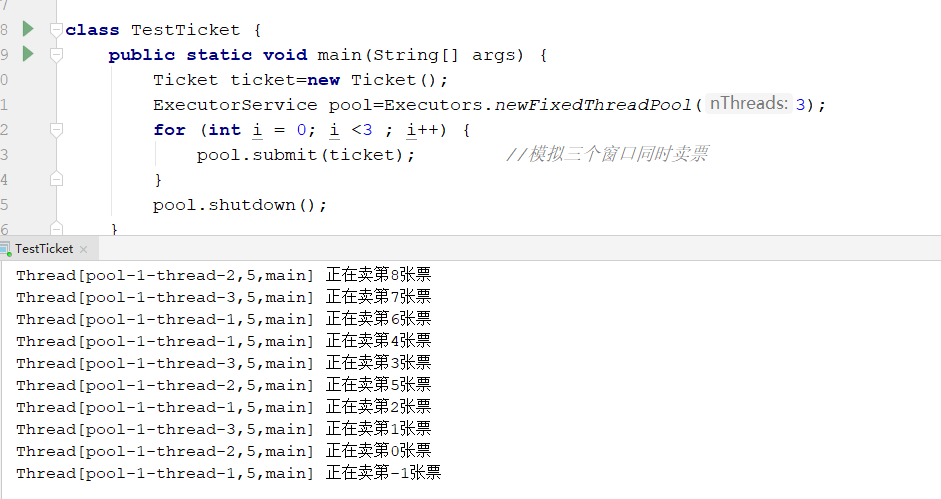 7
8 class TestTicket {
9 public static void main(String[] args) {
0 Ticket ticket=new Ticket();
1 ExecutorService pool=Executors.newFixedThreadPool( nThreads: 3);
2 for (int i = 0; i <3 ; i++) {
3 pool.submit(ticket); //模拟三个窗口同时卖票
4 }
5 pool.shutdown();
6 }
TestTicket ×
Thread[pool-1-thread-2,5,main] 正在卖第8张票
Thread[pool-1-thread-3,5,main] 正在卖第7张票
Thread[pool-1-thread-1,5,main] 正在卖第6张票
Thread[pool-1-thread-1,5,main] 正在卖第4张票
Thread[pool-1-thread-3,5,main] 正在卖第3张票
Thread[pool-1-thread-2,5,main] 正在卖第5张票
Thread[pool-1-thread-1,5,main] 正在卖第2张票
Thread[pool-1-thread-3,5,main] 正在卖第1张票
Thread[pool-1-thread-2,5,main] 正在卖第0张票
Thread[pool-1-thread-1,5,main] 正在卖第-1张票